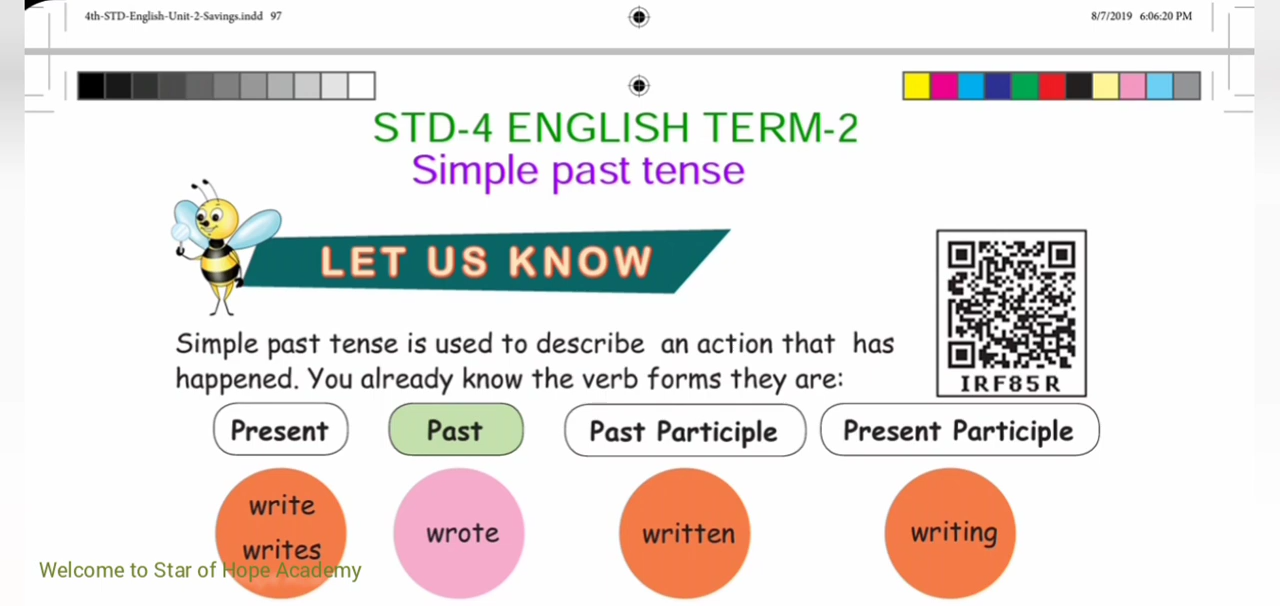 4th-STD-English-Unit-2-Savings.indd 97
8/7/2019 6:06:20 PM
STD-4 ENGLISH TERM-2
Simple past tense
LET US KNOW
IRF85R
Simple past tense is used to describe an action that has
happened. You already know the verb forms they are:
Present Past Past Participle Present Participle
write
writes
wrote
written
writing
Welcome to Star of Hope Academy